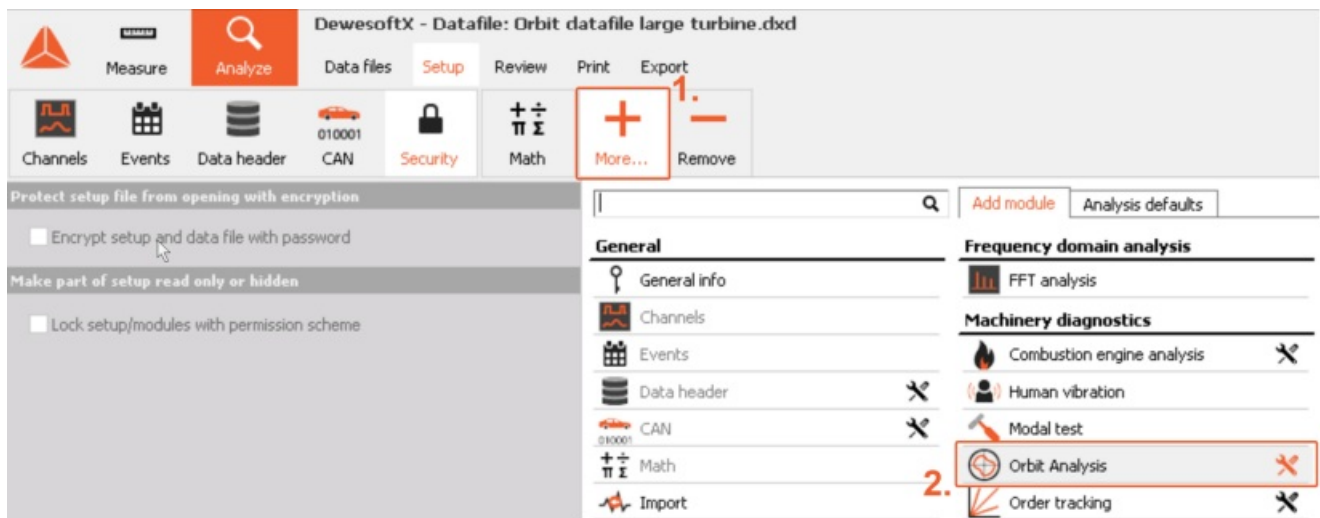 DewesoftX - Datafile: Orbit datafile large turbine.dxd
Measure
Analyze
Data files
Setup
Review
Print
Export
1.
Channels
Events
Data header
010001
CAN
Security
+ ÷
π Σ
Math
More...
Remove
Protect setup file from opening with encryption
Encrypt setup and data file with password
Make part of setup read only or hidden
Lock setup/modules with permission scheme
General
General info
Channels
Events
Data header
010001
CAN
+ ÷
π Σ
Math
Import
Add module
Analysis defaults
Frequency domain analysis
FFT analysis
Machinery diagnostics
Combustion engine analysis
Human vibration
Modal test
2.
Orbit Analysis
Order tracking